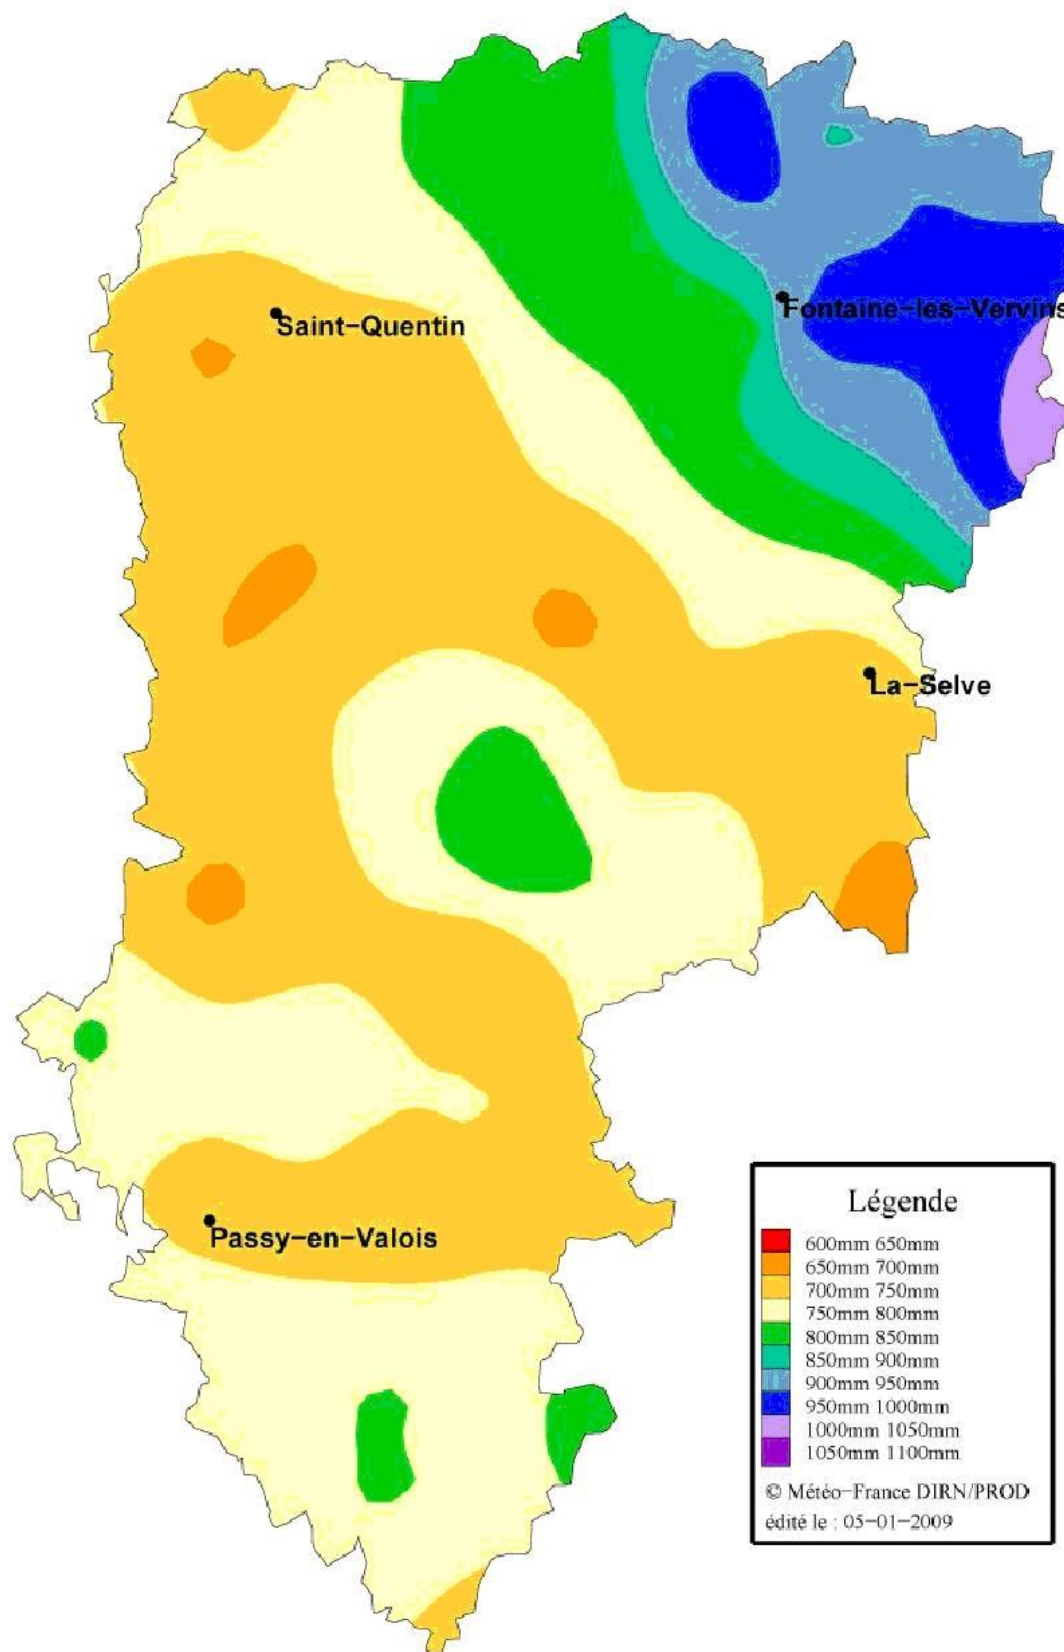 Fontaine-les-Vervins
Saint-Quentin
La-Selve
Passy-en-Valois
Légende
600mm 650mm
650mm 700mm
700mm 750mm
750mm 800mm
800mm 850mm
850mm 900mm
900mm 950mm
950mm 1000mm
1000mm 1050mm
1050mm 1100mm
© Météo-France DIRN/PROD
édité le : 05-01-2009